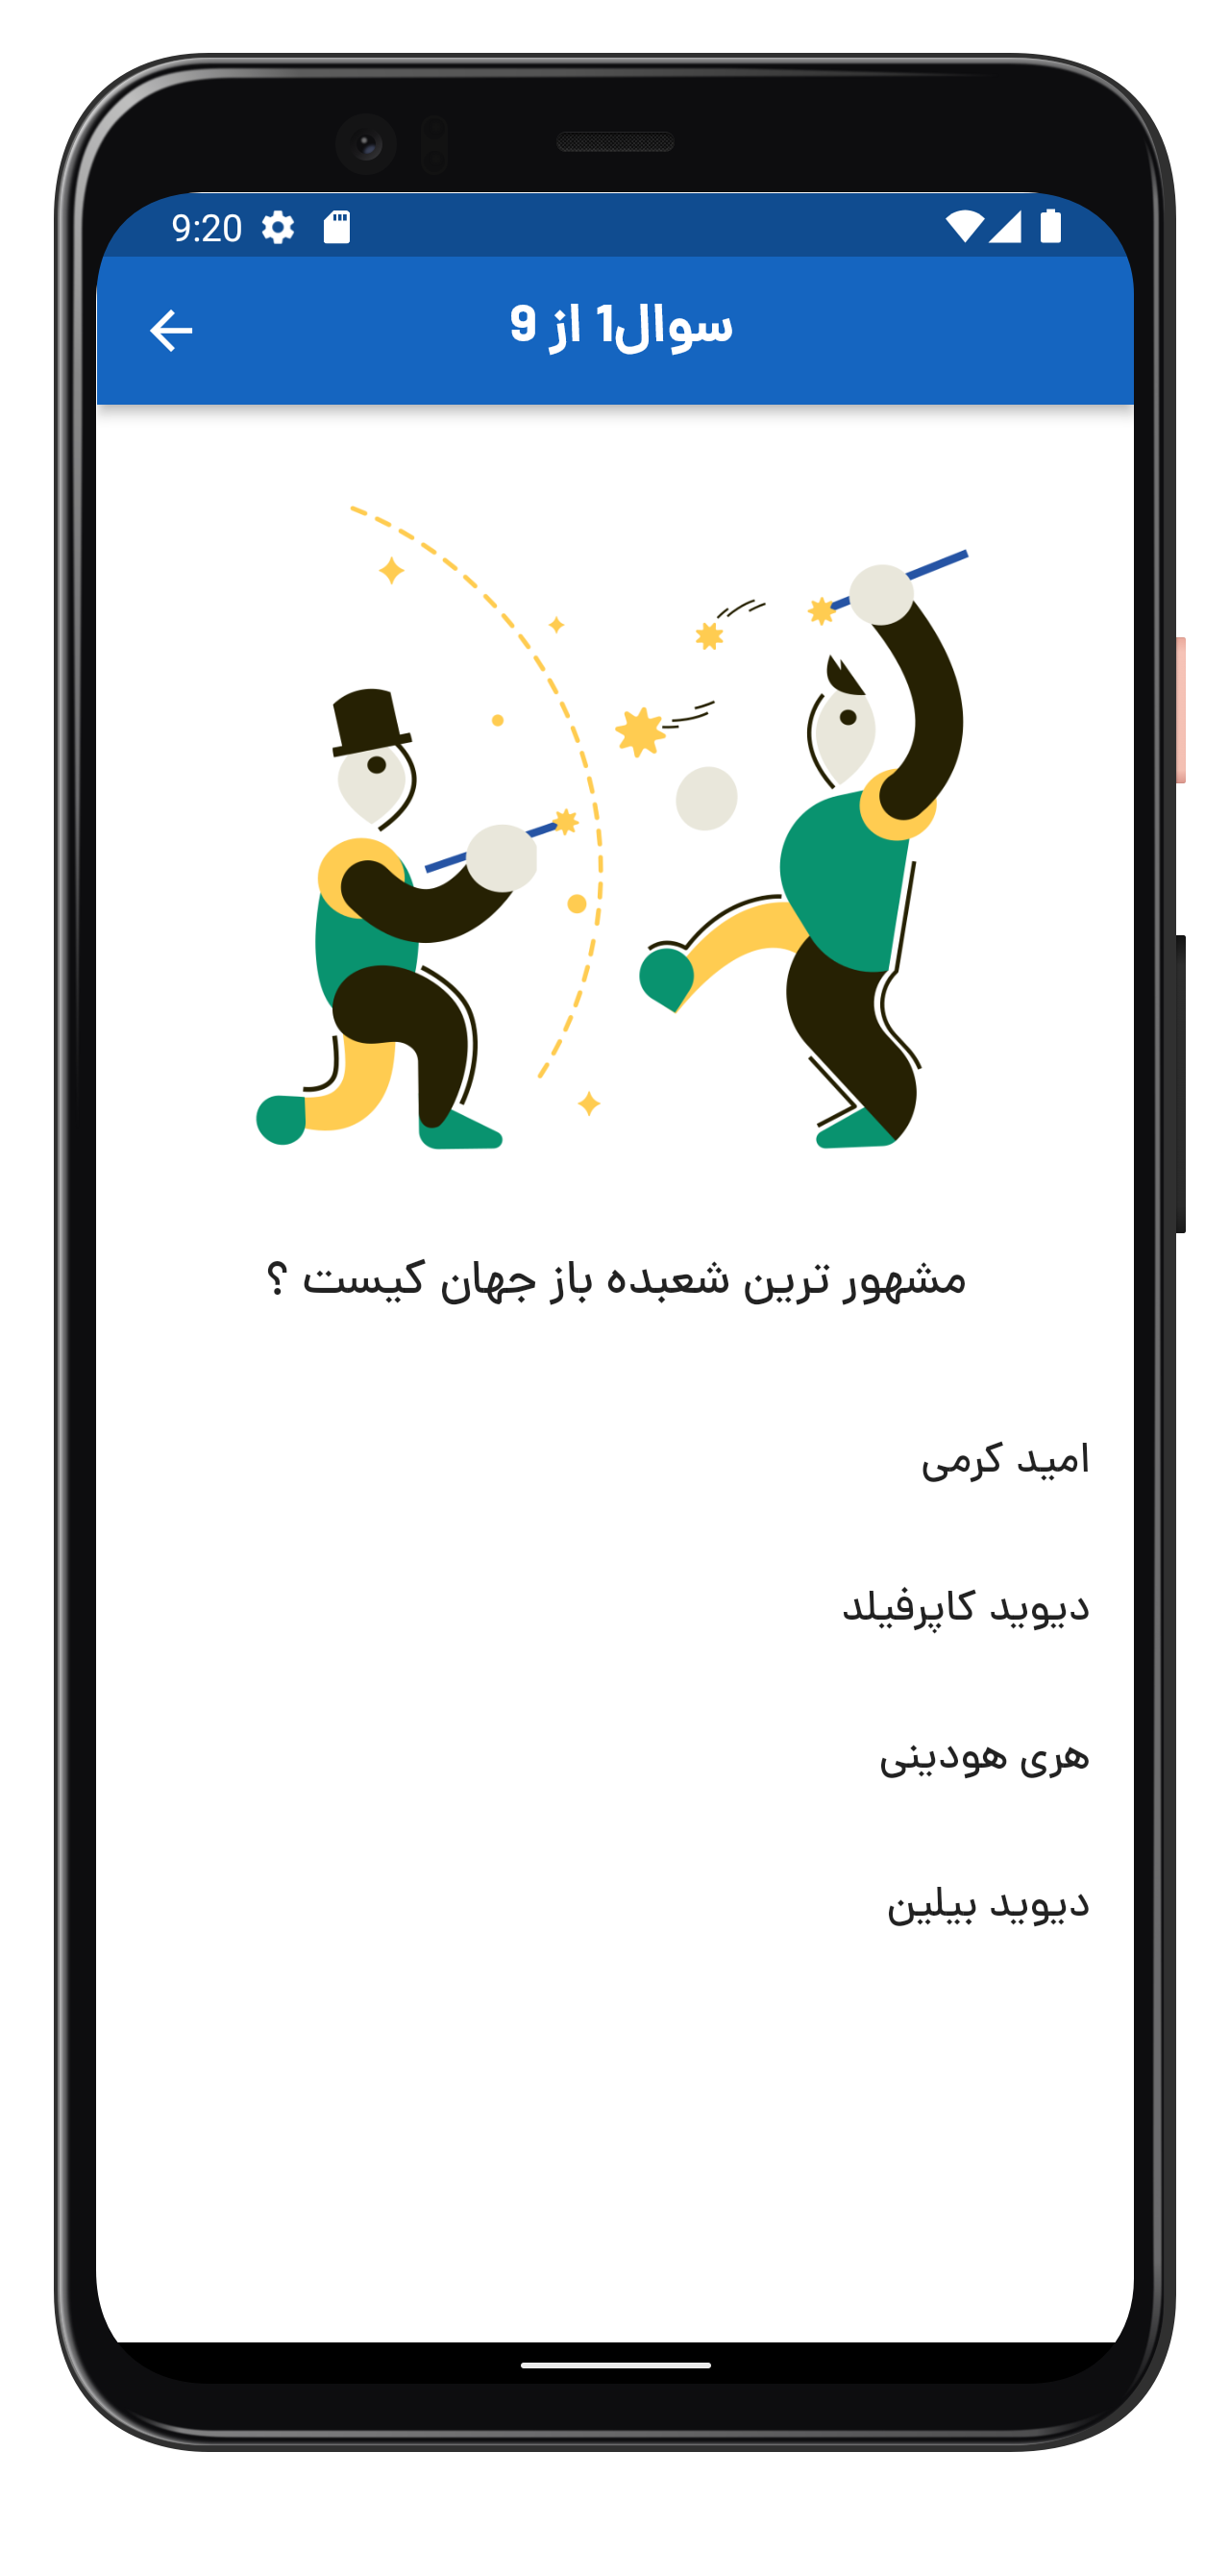 9:20
سوال1 از 9
مشهور ترین شعبده باز جهان کیست ؟
امید کرمی
دیوید کاپرفیلد
هری هودینی
دیوید بیلین